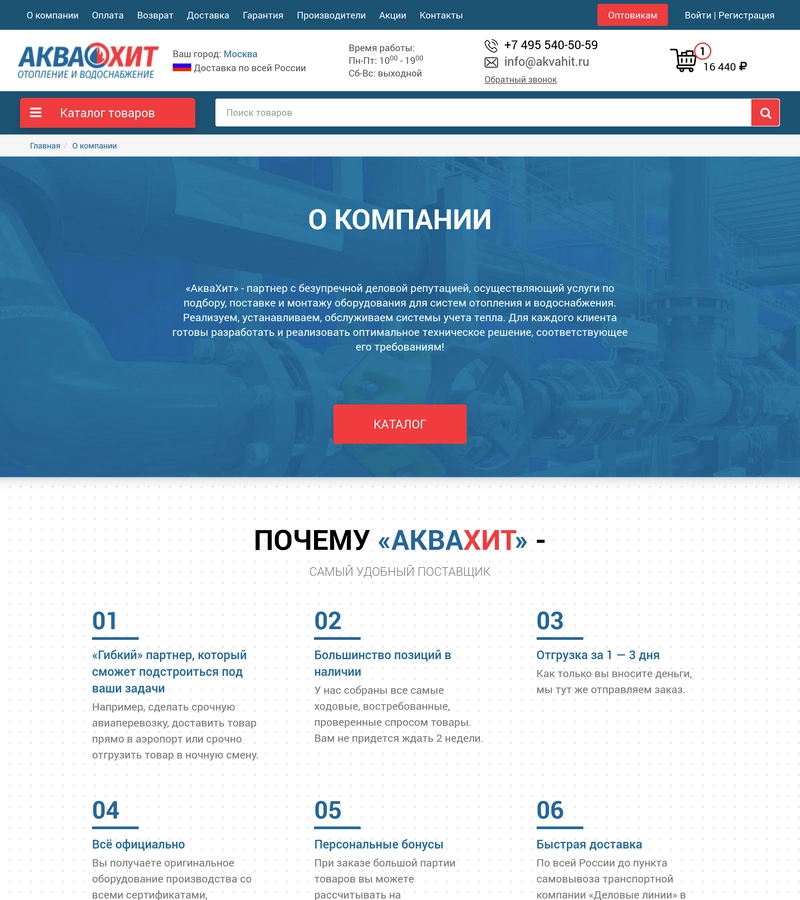 О компании Оплата Возврат Доставка Гарантия Производители Акции Контакты Оптовикам Войти | Регистрация
АКВАХИТ
ОТОПЛЕНИЕ И ВОДОСНАБЖЕНИЕ
Ваш город: Москва
Доставка по всей России
Время работы:
Пн-Пт: 10⁰⁰ - 19⁰⁰
Сб-Вс: выходной
+7 495 540-50-59
info@akvahit.ru
Обратный звонок
1
16 440 ₽
Каталог товаров
Поиск товаров
Главная / О компании
О КОМПАНИИ
«АкваХит» - партнер с безупречной деловой репутацией, осуществляющий услуги по
подбору, поставке и монтажу оборудования для систем отопления и водоснабжения.
Реализуем, устанавливаем, обслуживаем системы учета тепла. Для каждого клиента
готовы разработать и реализовать оптимальное техническое решение, соответствующее
его требованиям!
КАТАЛОГ
ПОЧЕМУ «АКВАХИТ» -
САМЫЙ УДОБНЫЙ ПОСТАВЩИК
01
«Гибкий» партнер, который
сможет подстроиться под
ваши задачи
Например, сделать срочную
авиаперевозку, доставить товар
прямо в аэропорт или срочно
отгрузить товар в ночную смену.
02
Большинство позиций в
наличии
У нас собраны все самые
ходовые, востребованные,
проверенные спросом товары.
Вам не придется ждать 2 недели.
03
Отгрузка за 1 — 3 дня
Как только вы вносите деньги,
мы тут же отправляем заказ.
04
Всё официально
Вы получаете оригинальное
оборудование производства со
всеми сертификатами,
05
Персональные бонусы
При заказе большой партии
товаров вы можете
рассчитывать на
06
Быстрая доставка
По всей России до пункта
самовывоза транспортной
компании «Деловые линии» в